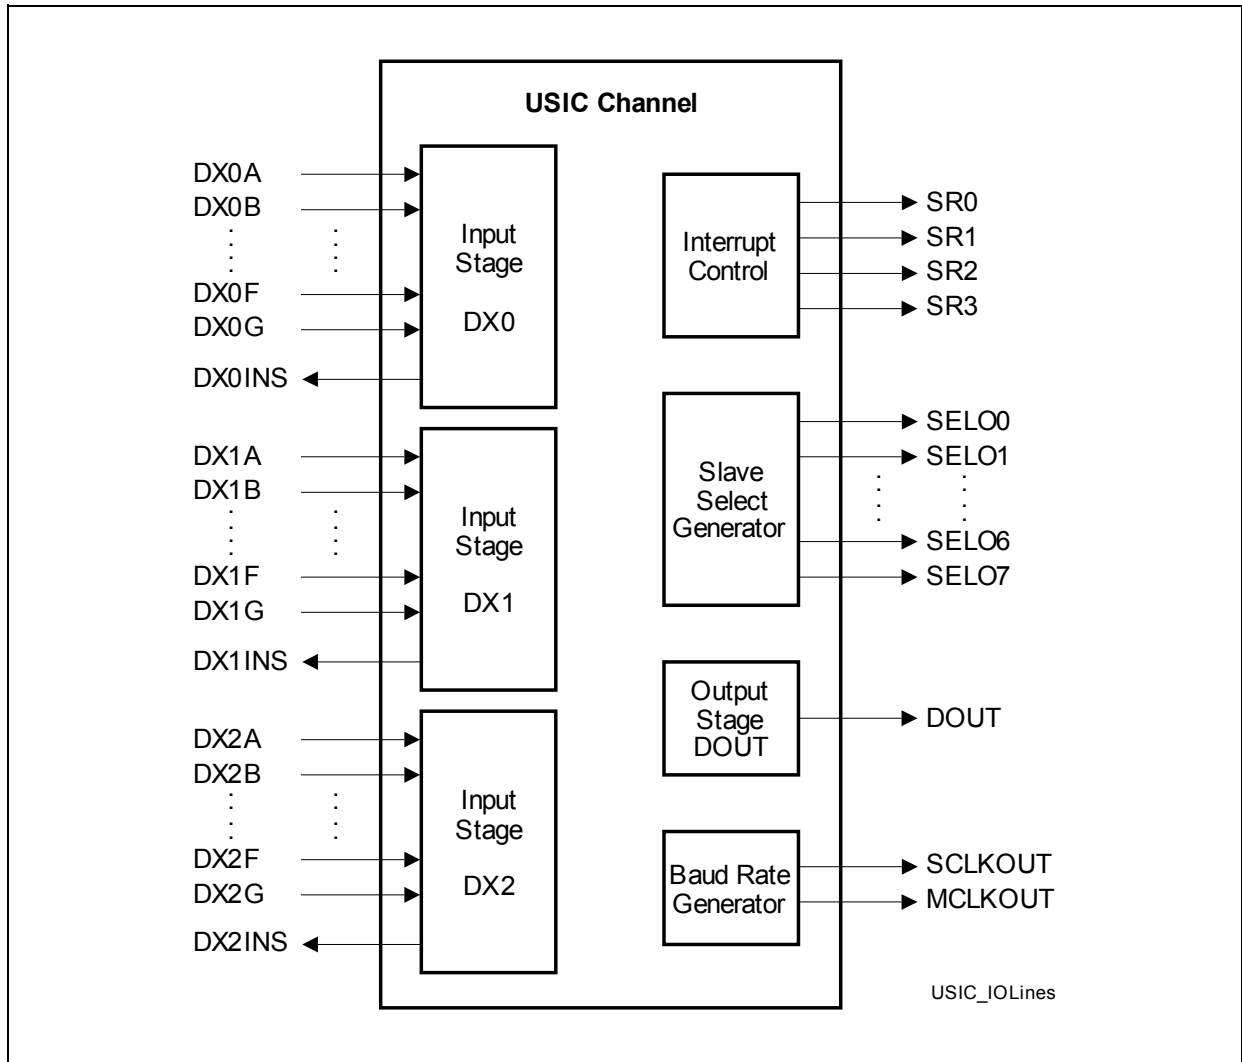 USIC Channel
DX0A
DX0B
DX0F
DX0G
DX0INS
Input
Stage
DX0
DX1A
DX1B
DX1F
DX1G
DX1INS
Input
Stage
DX1
DX2A
DX2B
DX2F
DX2G
DX2INS
Input
Stage
DX2
Interrupt
Control
SR0
SR1
SR2
SR3
Slave
Select
Generator
SELO0
SELO1
SELO6
SELO7
Output
Stage
DOUT
DOUT
Baud Rate
Generator
SCLKOUT
MCLKOUT
USIC_IOLines